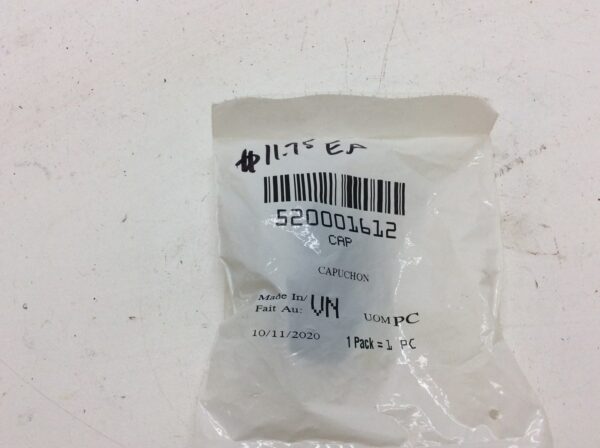 $11.75 EA
520001612
CAP
CAPUCHON
Made In/
Fait Au: VN
UOM PC
10/11/2020
1 Pack = 1 PC